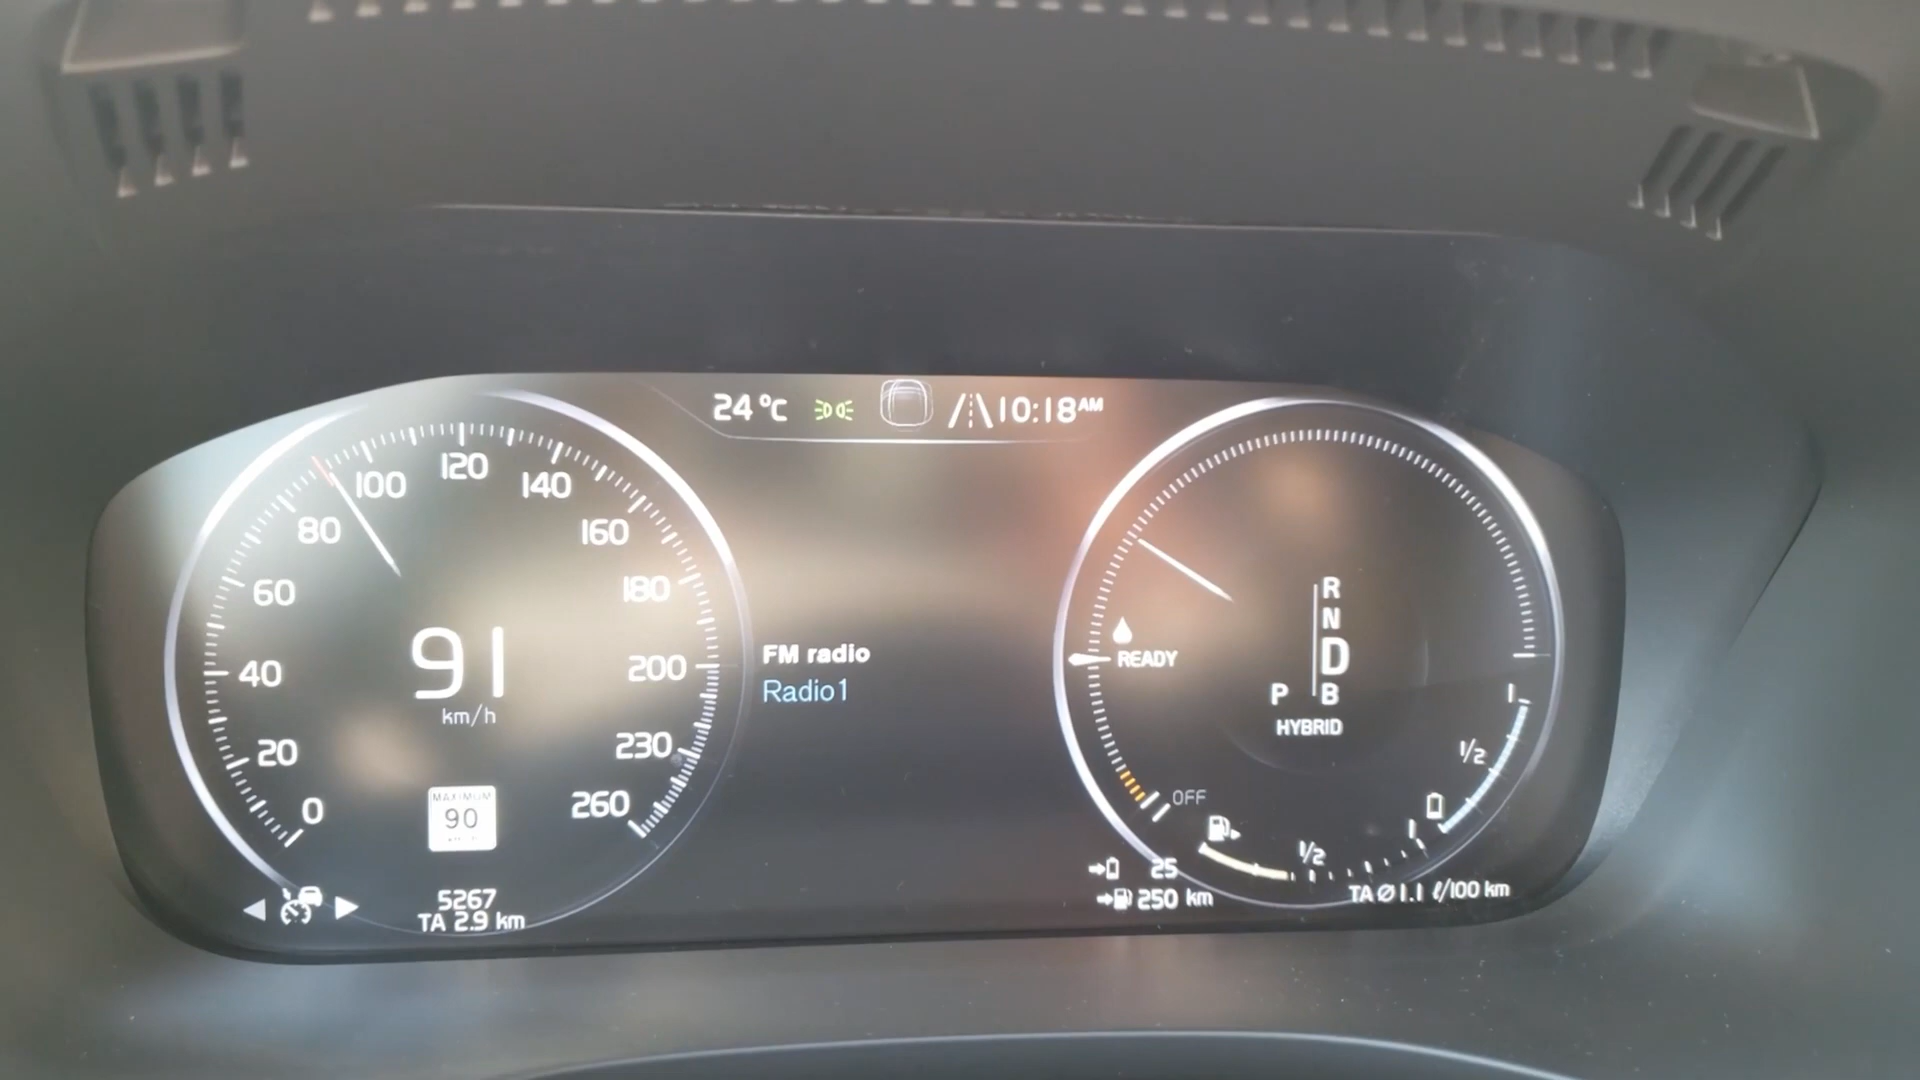 24 °C 10:18 AM
0
20
40
60
80
100
120
140
160
180
200
230
260
91
km/h
MAXIMUM
90
5267
TA 2.9 km
FM radio
Radio1
READY
OFF
R
N
D
P B
HYBRID
1
1/2
1/2
1
25
250 km
TA Ø 1.1 ℓ/100 km